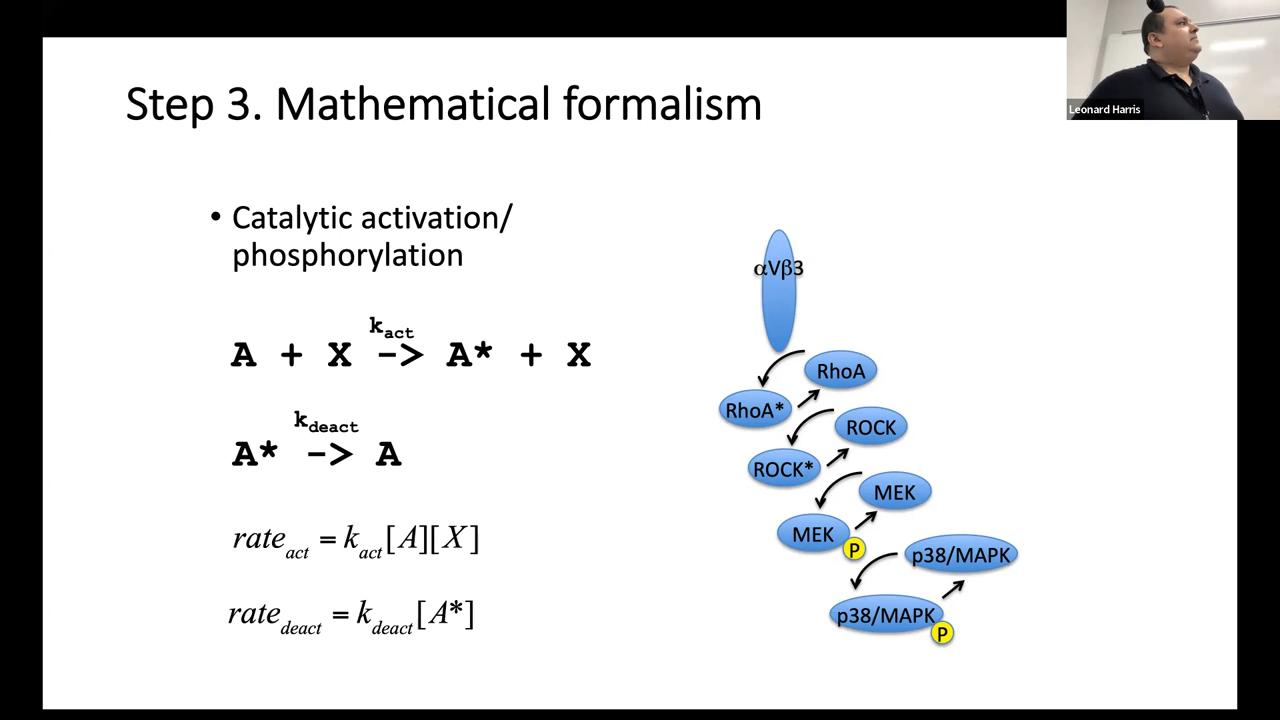 Leonard Harris
Step 3. Mathematical formalism
• Catalytic activation/
phosphorylation
k_act
A + X -> A* + X
k_deact
A* -> A
rate_act = k_act[A][X]
rate_deact = k_deact[A*]
αVβ3
RhoA
RhoA*
ROCK
ROCK*
MEK
MEK
P
p38/MAPK
p38/MAPK
P